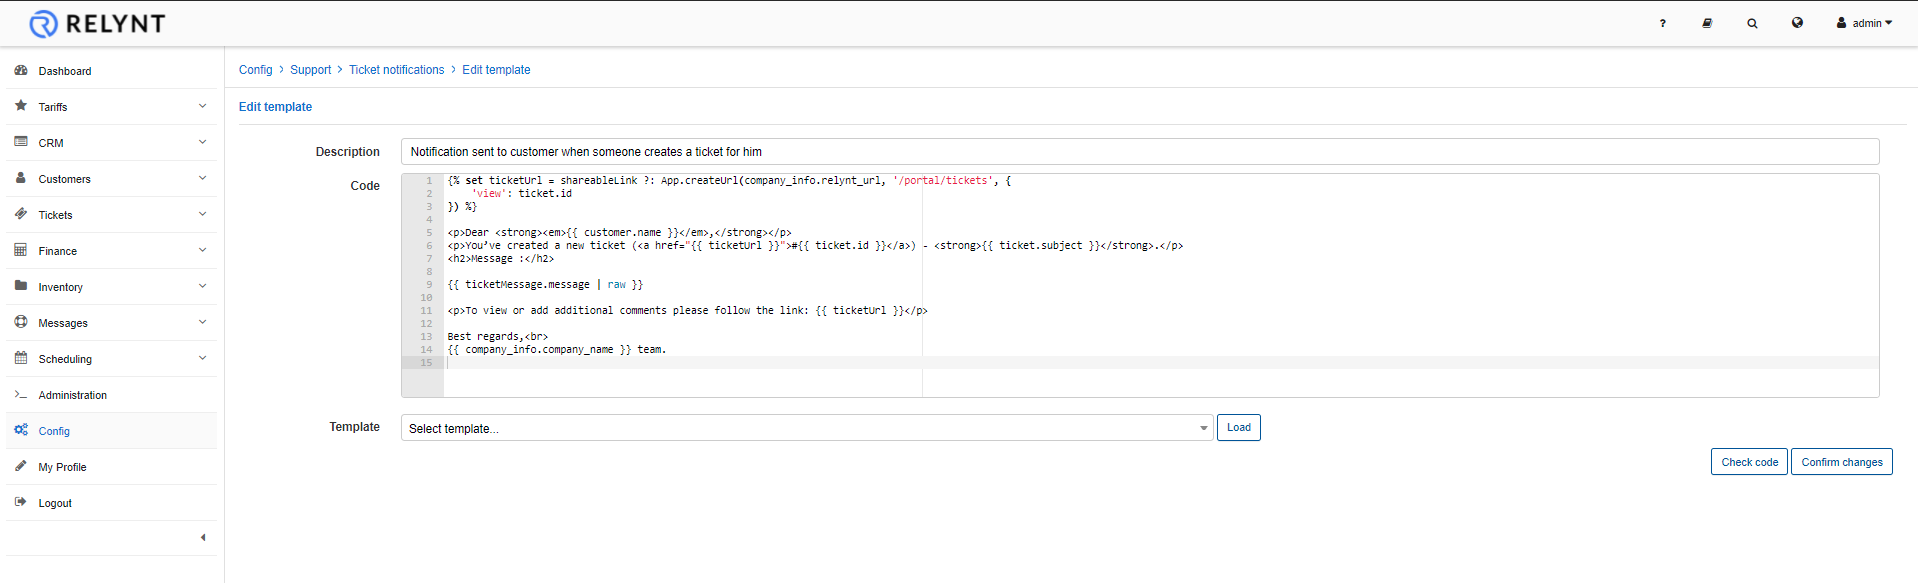 RELYNT
? admin
Dashboard
Tariffs
CRM
Customers
Tickets
Finance
Inventory
Messages
Scheduling
Administration
Config
My Profile
Logout
Config > Support > Ticket notifications > Edit template
Edit template
Description Notification sent to customer when someone creates a ticket for him
Code
1 {% set ticketUrl = shareableLink ?: App.createUrl(company_info.relynt_url, '/portal/tickets', {
2 'view': ticket.id
3 }) %}
4
5 <p>Dear <strong><em>{{ customer.name }}</em>,</strong></p>
6 <p>You’ve created a new ticket (<a href="{{ ticketUrl }}">#{{ ticket.id }}</a>) - <strong>{{ ticket.subject }}</strong>.</p>
7 <h2>Message :</h2>
8
9 {{ ticketMessage.message | raw }}
10
11 <p>To view or add additional comments please follow the link: {{ ticketUrl }}</p>
12
13 Best regards,<br>
14 {{ company_info.company_name }} team.
15
Template Select template... Load
Check code Confirm changes